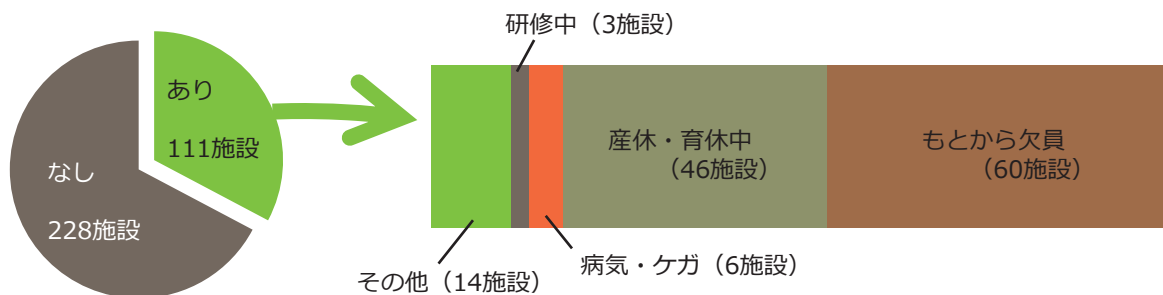 あり
111施設
なし
228施設
研修中（3施設）
産休・育休中
（46施設）
もとから欠員
（60施設）
その他（14施設）
病気・ケガ（6施設）